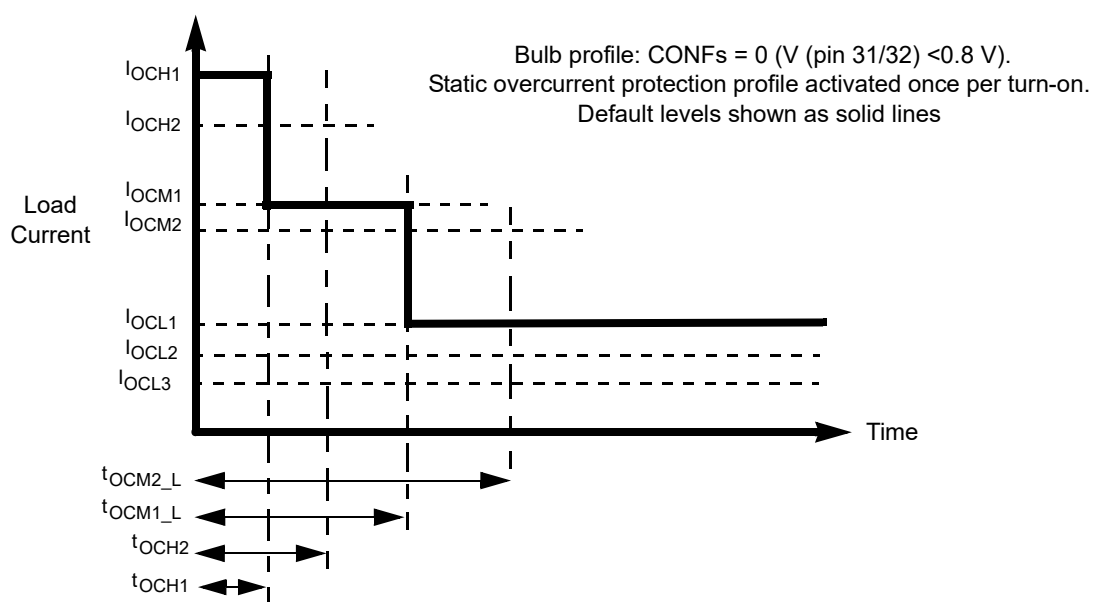 Bulb profile: CONFs = 0 (V (pin 31/32) <0.8 V).
Static overcurrent protection profile activated once per turn-on.
Default levels shown as solid lines
Load
Current
IOCH1
IOCH2
IOCM1
IOCM2
IOCL1
IOCL2
IOCL3
Time
tOCM2_L
tOCM1_L
tOCH2
tOCH1